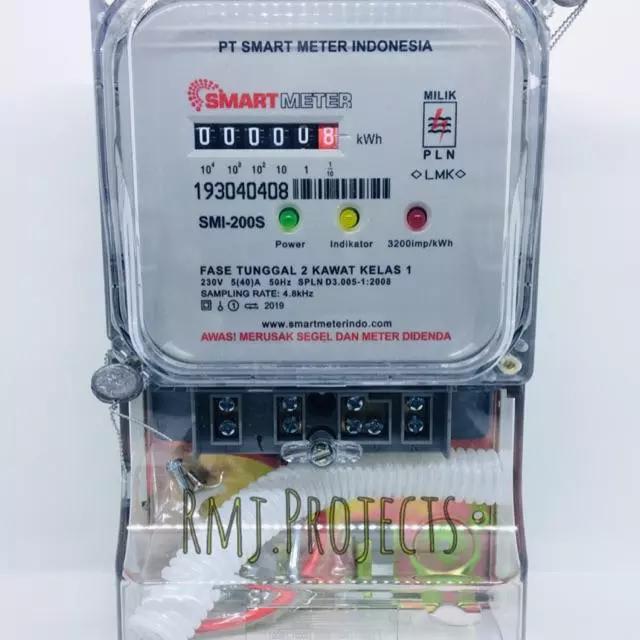 PT SMART METER INDONESIA
SMART METER
MILIK
PLN
LMK
000008 kWh
10⁴ 10³ 10² 10 1 1/10
193040408
SMI-200S
Power Indikator 3200imp/kWh
FASE TUNGGAL 2 KAWAT KELAS 1
230V 5(40)A 50Hz SPLN D3.005-1:2008
SAMPLING RATE: 4.8kHz
2019
www.smartmeterindo.com
AWAS! MERUSAK SEGEL DAN METER DIDENDA
RMJ.PROJECTS